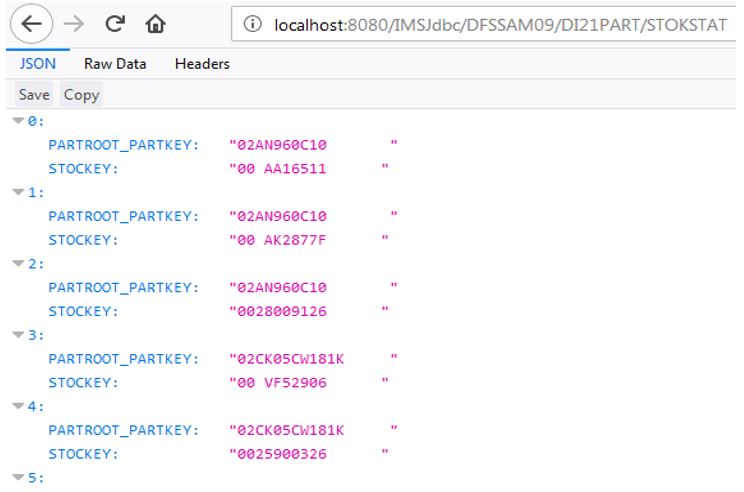 localhost:8080/IMSJdbc/DFSSAM09/DI21PART/STOKSTAT
JSON Raw Data Headers
Save Copy
0:
PARTROOT_PARTKEY: "02AN960C10        "
STOCKEY: "00 AA16511       "
1:
PARTROOT_PARTKEY: "02AN960C10        "
STOCKEY: "00 AK2877F       "
2:
PARTROOT_PARTKEY: "02AN960C10        "
STOCKEY: "0028009126       "
3:
PARTROOT_PARTKEY: "02CK05CW181K      "
STOCKEY: "00 VF52906       "
4:
PARTROOT_PARTKEY: "02CK05CW181K      "
STOCKEY: "0025900326       "
5: